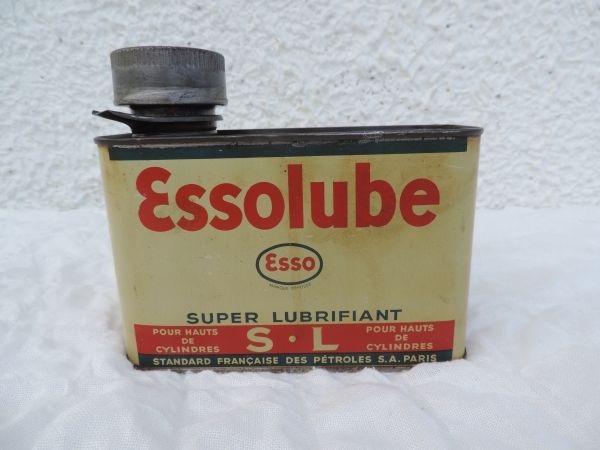 Essolube
Esso
SUPER LUBRIFIANT
POUR HAUTS
DE
CYLINDRES
S · L
POUR HAUTS
DE
CYLINDRES
STANDARD FRANÇAISE DES PÉTROLES S.A. PARIS